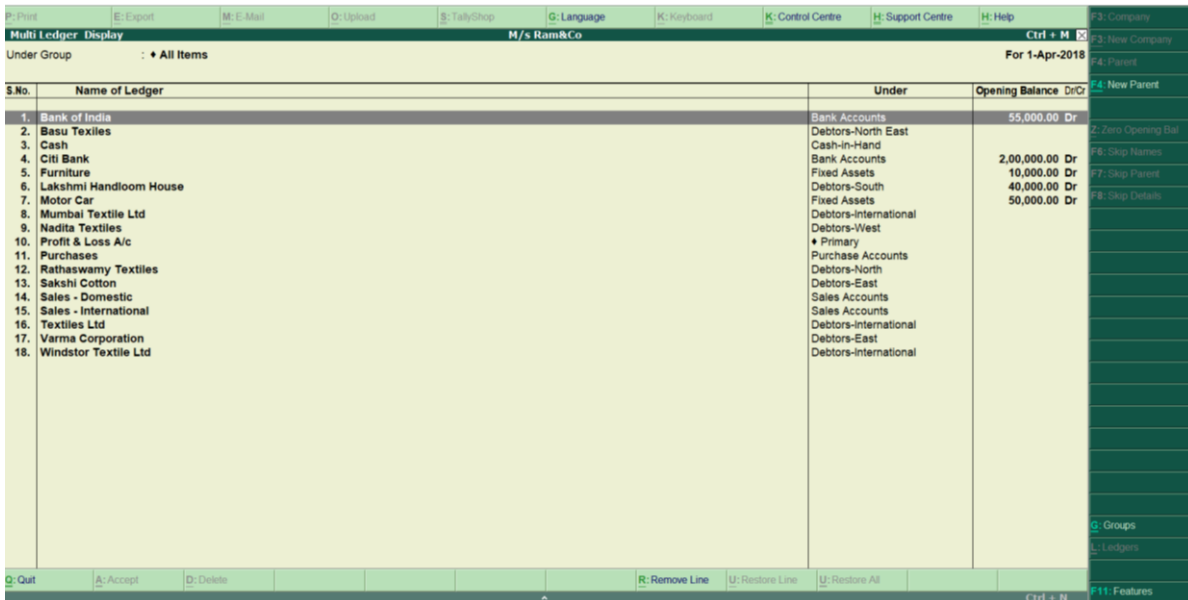 P: Print E: Export M: E-Mail O: Upload S: TallyShop G: Language K: Keyboard K: Control Centre H: Support Centre H: Help F3: Company
Multi Ledger Display M/s Ram&Co Ctrl + M F3: New Company
Under Group : ♦ All Items For 1-Apr-2018
F4: Parent
S.No. Name of Ledger Under Opening Balance Dr/Cr F4: New Parent
1. Bank of India Bank Accounts 55,000.00 Dr
2. Basu Texiles Debtors-North East Z: Zero Opening Bal
3. Cash Cash-in-Hand
4. Citi Bank Bank Accounts 2,00,000.00 Dr F6: Skip Names
5. Furniture Fixed Assets 10,000.00 Dr F7: Skip Parent
6. Lakshmi Handloom House Debtors-South 40,000.00 Dr
7. Motor Car Fixed Assets 50,000.00 Dr F8: Skip Details
8. Mumbai Textile Ltd Debtors-International
9. Nadita Textiles Debtors-West
10. Profit & Loss A/c ♦ Primary
11. Purchases Purchase Accounts
12. Rathaswamy Textiles Debtors-North
13. Sakshi Cotton Debtors-East
14. Sales - Domestic Sales Accounts
15. Sales - International Sales Accounts
16. Textiles Ltd Debtors-International
17. Varma Corporation Debtors-East
18. Windstor Textile Ltd Debtors-International
G: Groups
L: Ledgers
Q: Quit A: Accept D: Delete R: Remove Line U: Restore Line U: Restore All
F11: Features
Ctrl + N